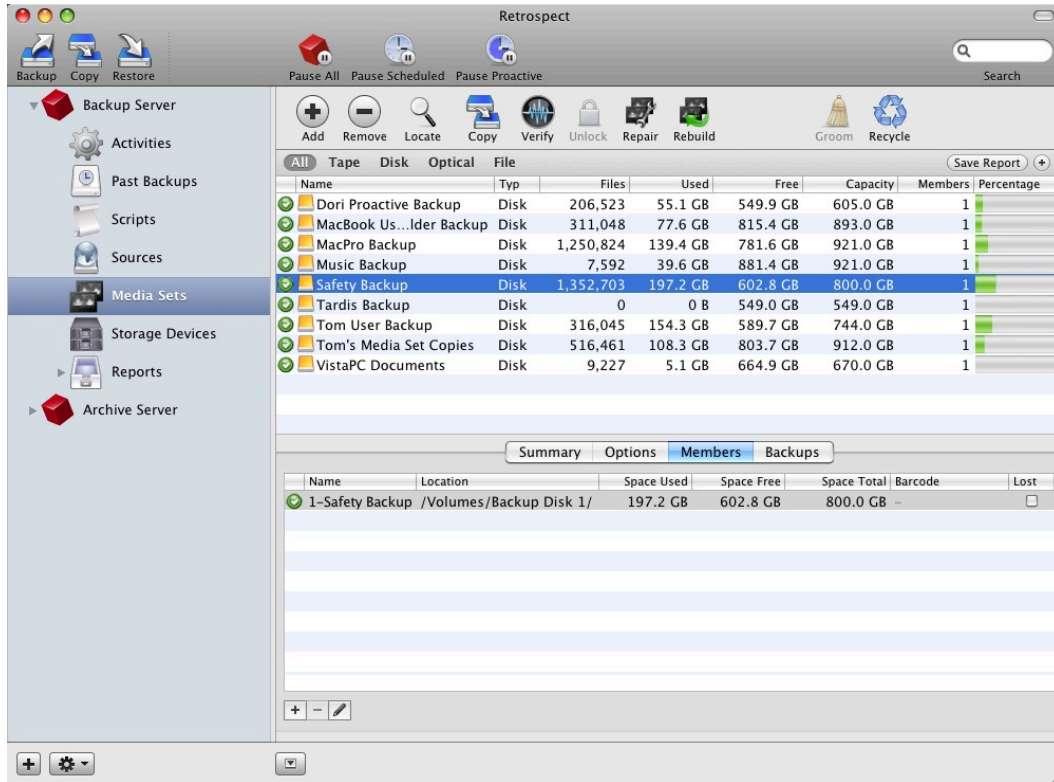 Retrospect
Backup Copy Restore Pause All Pause Scheduled Pause Proactive Search
Backup Server
Activities
Past Backups
Scripts
Sources
Media Sets
Storage Devices
Reports
Archive Server
Add Remove Locate Copy Verify Unlock Repair Rebuild Groom Recycle
All Tape Disk Optical File Save Report +
Name Typ Files Used Free Capacity Members Percentage
Dori Proactive Backup Disk 206,523 55.1 GB 549.9 GB 605.0 GB 1
MacBook Us...lder Backup Disk 311,048 77.6 GB 815.4 GB 893.0 GB 1
MacPro Backup Disk 1,250,824 139.4 GB 781.6 GB 921.0 GB 1
Music Backup Disk 7,592 39.6 GB 881.4 GB 921.0 GB 1
Safety Backup Disk 1,352,703 197.2 GB 602.8 GB 800.0 GB 1
Tardis Backup Disk 0 0 B 549.0 GB 549.0 GB 1
Tom User Backup Disk 316,045 154.3 GB 589.7 GB 744.0 GB 1
Tom's Media Set Copies Disk 516,461 108.3 GB 803.7 GB 912.0 GB 1
VistaPC Documents Disk 9,227 5.1 GB 664.9 GB 670.0 GB 1
Summary Options Members Backups
Name Location Space Used Space Free Space Total Barcode Lost
1-Safety Backup /Volumes/Backup Disk 1/ 197.2 GB 602.8 GB 800.0 GB –